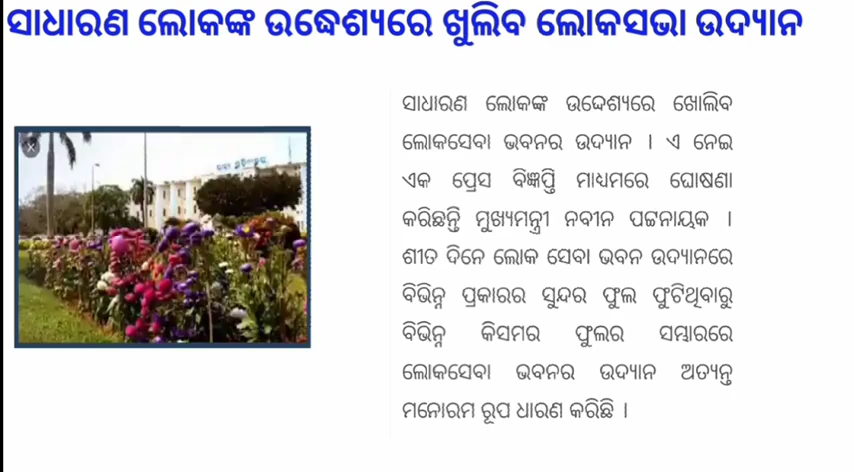 ସାଧାରଣ ଲୋକଙ୍କ ଉଦ୍ଧେଶ୍ୟରେ ଖୁଲିବ ଲୋକସଭା ଉଦ୍ୟାନ
ସାଧାରଣ ଲୋକଙ୍କ ଉଦ୍ଦେଶ୍ୟରେ ଖୋଲିବ
ଲୋକସେବା ଭବନର ଉଦ୍ୟାନ । ଏ ନେଇ
ଏକ ପ୍ରେସ ବିଜ୍ଞପ୍ତି ମାଧ୍ୟମରେ ଘୋଷଣା
କରିଛନ୍ତି ମୁଖ୍ୟମନ୍ତ୍ରୀ ନବୀନ ପଟ୍ଟନାୟକ ।
ଶୀତ ଦିନେ ଲୋକ ସେବା ଭବନ ଉଦ୍ୟାନରେ
ବିଭିନ୍ନ ପ୍ରକାରର ସୁନ୍ଦର ଫୁଲ ଫୁଟିଥିବାରୁ
ବିଭିନ୍ନ କିସମର ଫୁଲର ସମ୍ଭାରରେ
ଲୋକସେବା ଭବନର ଉଦ୍ୟାନ ଅତ୍ୟନ୍ତ
ମନୋରମ ରୂପ ଧାରଣ କରିଛି ।